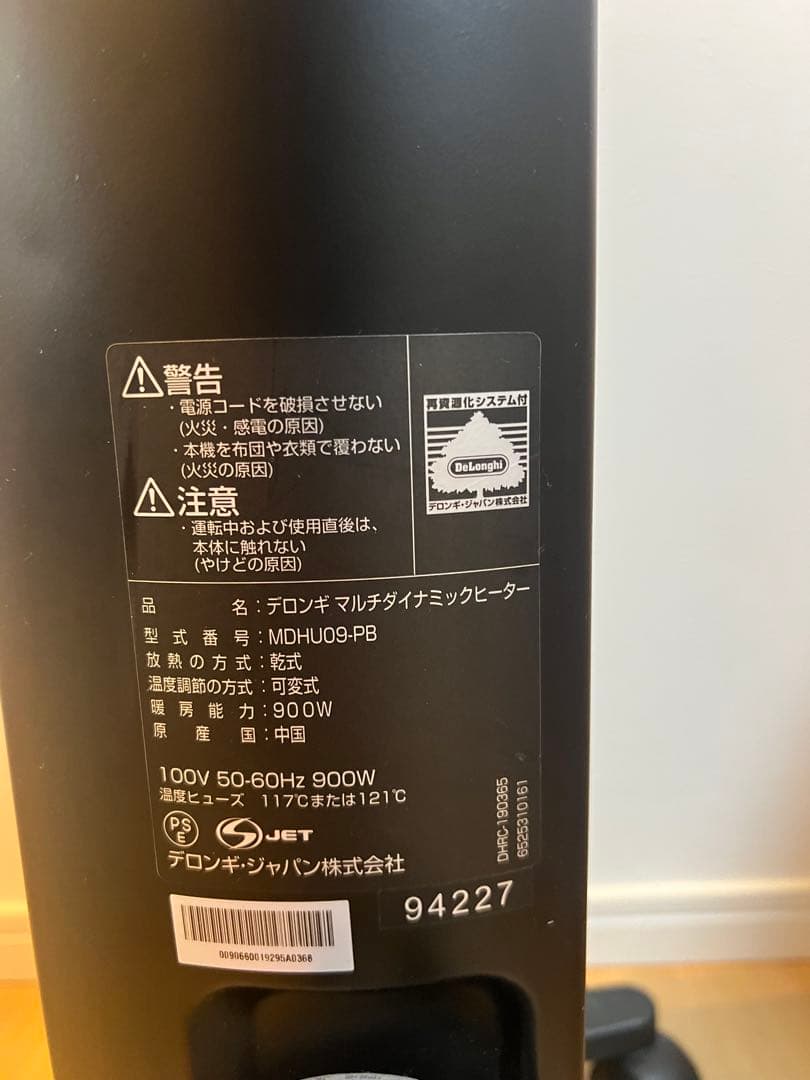 警告
・電源コードを破損させない
(火災・感電の原因)
・本機を布団や衣類で覆わない
(火災の原因)
注意
・運転中および使用直後は、
本体に触れない
(やけどの原因)
再資源化システム付
DeLonghi
デロンギ・ジャパン株式会社
品名：デロンギ マルチダイナミックヒーター
型式番号：MDHU09-PB
放熱の方式：乾式
温度調節の方式：可変式
暖房能力：900W
原産国：中国
100V 50-60Hz 900W
温度ヒューズ 117℃または121℃
PS
E
S JET
デロンギ・ジャパン株式会社
DHRC-190365
6525310161
94227
0090660019295A0368